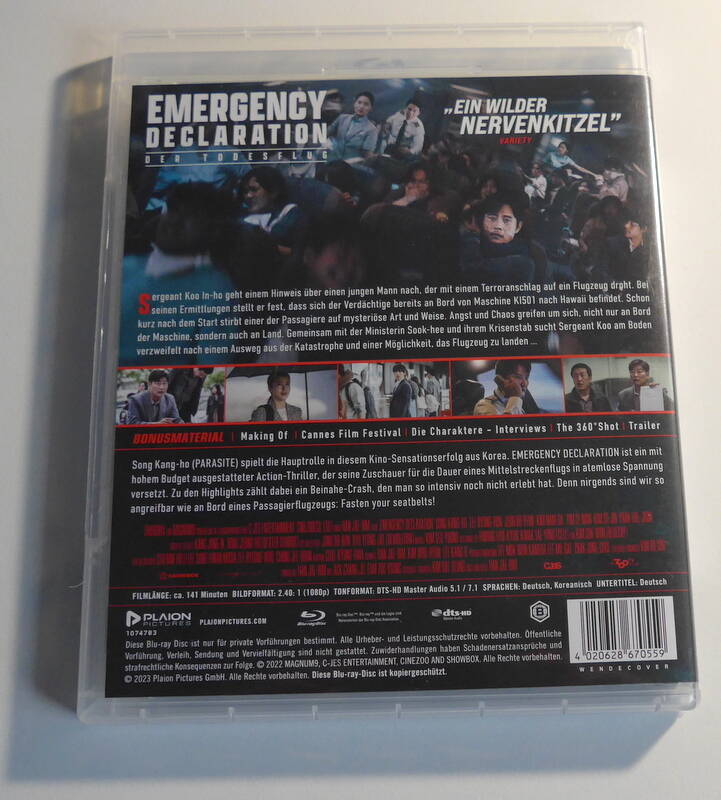 EMERGENCY
DECLARATION
DER TODESFLUG
„EIN WILDER
NERVENKITZEL”
VARIETY
Sergeant Koo In-ho geht einem Hinweis über einen jungen Mann nach, der mit einem Terroranschlag auf ein Flugzeug droht. Bei
seinen Ermittlungen stellt er fest, dass sich der Verdächtige bereits an Bord von Maschine KI501 nach Hawaii befindet. Schon
kurz nach dem Start stirbt einer der Passagiere auf mysteriöse Art und Weise. Angst und Chaos greifen um sich, nicht nur an Bord
der Maschine, sondern auch an Land. Gemeinsam mit der Ministerin Sook-hee und ihrem Krisenstab sucht Sergeant Koo am Boden
verzweifelt nach einem Ausweg aus der Katastrophe und einer Möglichkeit, das Flugzeug zu landen ...
BONUSMATERIAL | Making Of | Cannes Film Festival | Die Charaktere – Interviews | The 360°Shot | Trailer
Song Kang-ho (PARASITE) spielt die Hauptrolle in diesem Kino-Sensationserfolg aus Korea. EMERGENCY DECLARATION ist ein mit
hohem Budget ausgestatteter Action-Thriller, der seine Zuschauer für die Dauer eines Mittelstreckenflugs in atemlose Spannung
versetzt. Zu den Highlights zählt dabei ein Beinahe-Crash, den man so intensiv noch nicht erlebt hat. Denn nirgends sind wir so
angreifbar wie an Bord eines Passagierflugzeugs: Fasten your seatbelts!
FILMLÄNGE: ca. 141 Minuten BILDFORMAT: 2.40: 1 (1080p) TONFORMAT: DTS-HD Master Audio 5.1 / 7.1 SPRACHEN: Deutsch, Koreanisch UNTERTITEL: Deutsch
PLAION
PICTURES
PLAIONPICTURES.COM
Blu-ray Disc
dts-HD
Master Audio
B
1074783
Diese Blu-ray Disc ist nur für private Vorführungen bestimmt. Alle Urheber- und Leistungsschutzrechte vorbehalten. Öffentliche
Vorführung, Verleih, Sendung und Vervielfältigung sind nicht gestattet. Zuwiderhandlungen haben Schadenersatzansprüche und
strafrechtliche Konsequenzen zur Folge. © 2022 MAGNUM9, C-JES ENTERTAINMENT, CINEZOO AND SHOWBOX. Alle Rechte vorbehalten.
© 2023 Plaion Pictures GmbH. Alle Rechte vorbehalten. Diese Blu-ray-Disc ist kopiergeschützt.
4 020628 670559
WENDECOVER